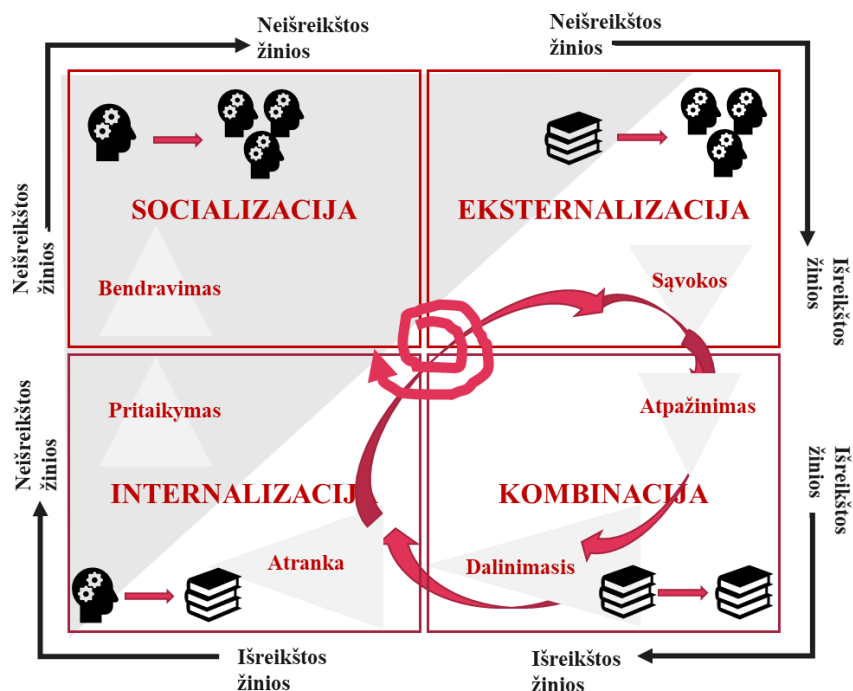 Neišreikštos
žinios
Neišreikštos
žinios
Neišreikštos
žinios
SOCIALIZACIJA
Bendravimas
EKSTERNALIZACIJA
Sąvokos
Išreikštos
žinios
Neišreikštos
žinios
Pritaikymas
INTERNALIZACIJ
Atranka
Atpažinimas
KOMBINACIJA
Dalinimasis
Išreikštos
žinios
Išreikštos
žinios
Išreikštos
žinios